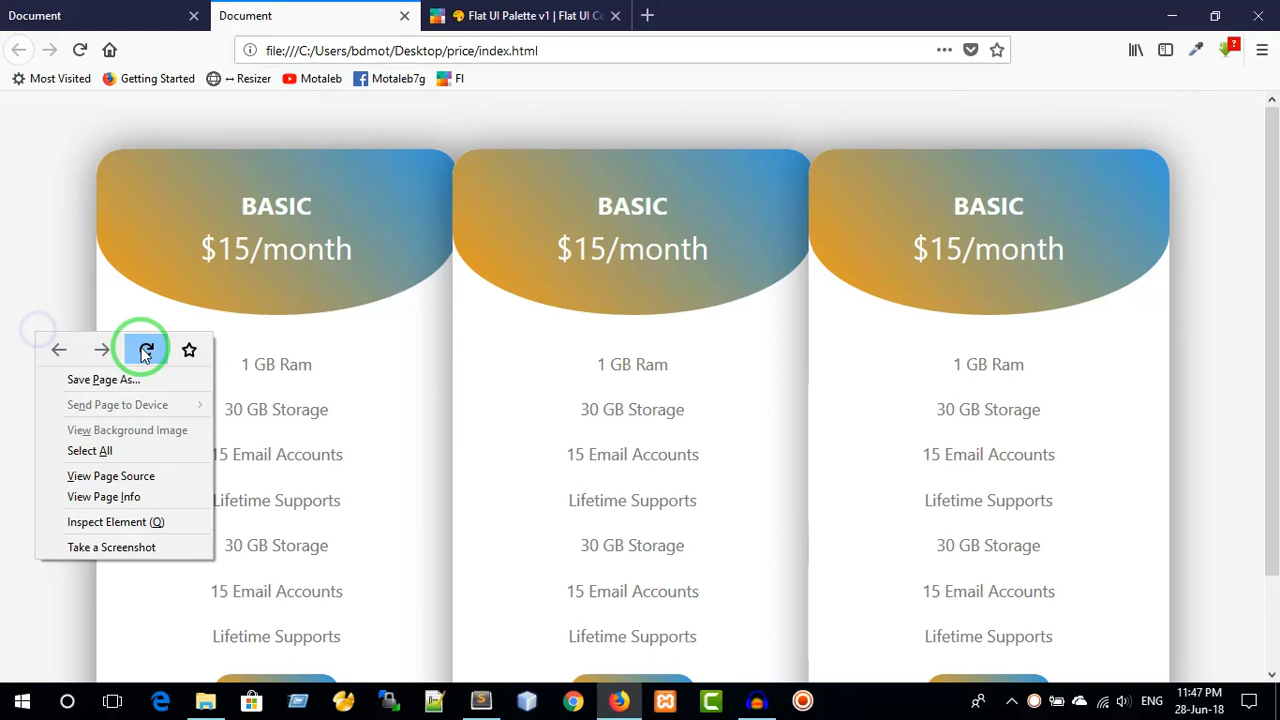 Document
Document
Flat UI Palette v1 | Flat UI Co
file:///C:/Users/bdmot/Desktop/price/index.html
?
Most Visited
Getting Started
↔ Resizer
Motaleb
Motaleb7g
Fl
BASIC
$15/month
BASIC
$15/month
BASIC
$15/month
Save Page As...
Send Page to Device
View Background Image
Select All
View Page Source
View Page Info
Inspect Element (Q)
Take a Screenshot
1 GB Ram
30 GB Storage
15 Email Accounts
Lifetime Supports
30 GB Storage
15 Email Accounts
Lifetime Supports
1 GB Ram
30 GB Storage
15 Email Accounts
Lifetime Supports
30 GB Storage
15 Email Accounts
Lifetime Supports
1 GB Ram
30 GB Storage
15 Email Accounts
Lifetime Supports
30 GB Storage
15 Email Accounts
Lifetime Supports
ENG
11:47 PM
28-Jun-18